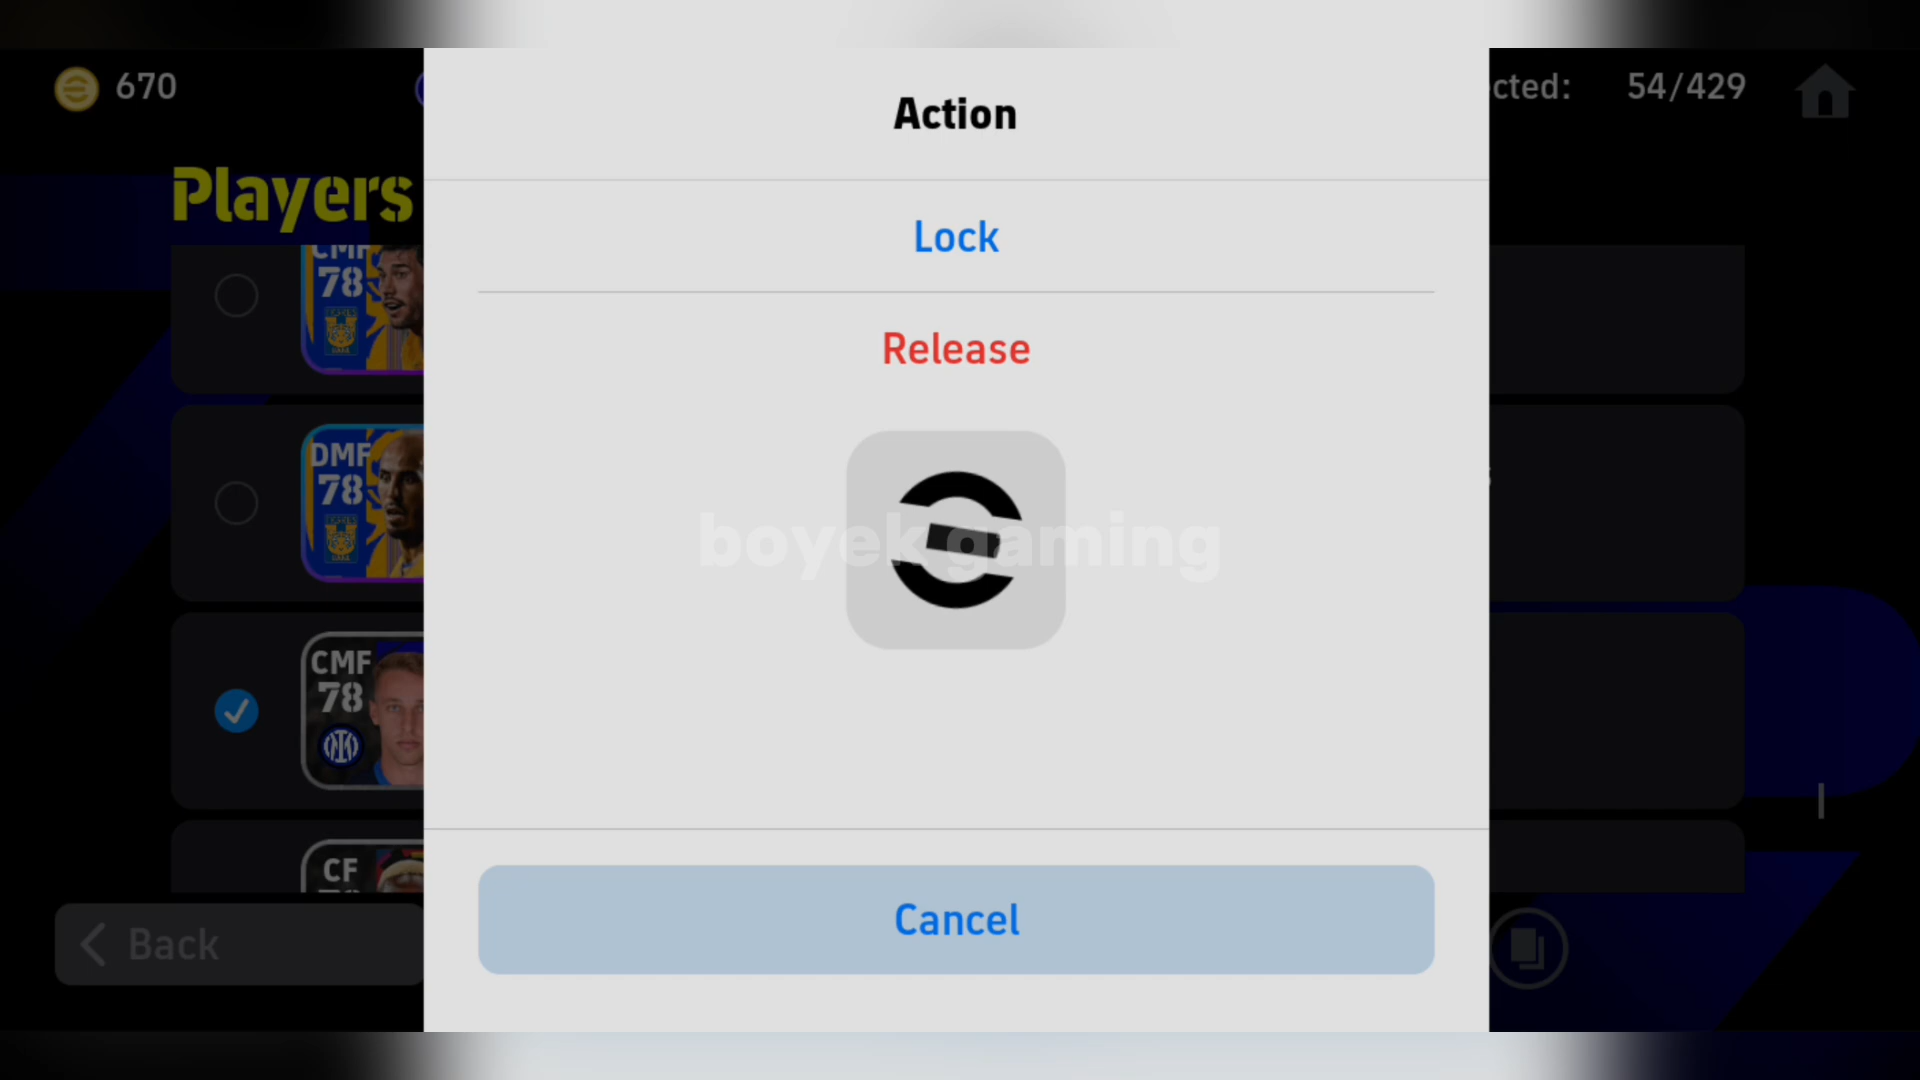 670
Action
cted: 54/429
Players
Lock
CMF
78
Release
DMF
78
boyek gaming
CMF
78
CF
Cancel
Back